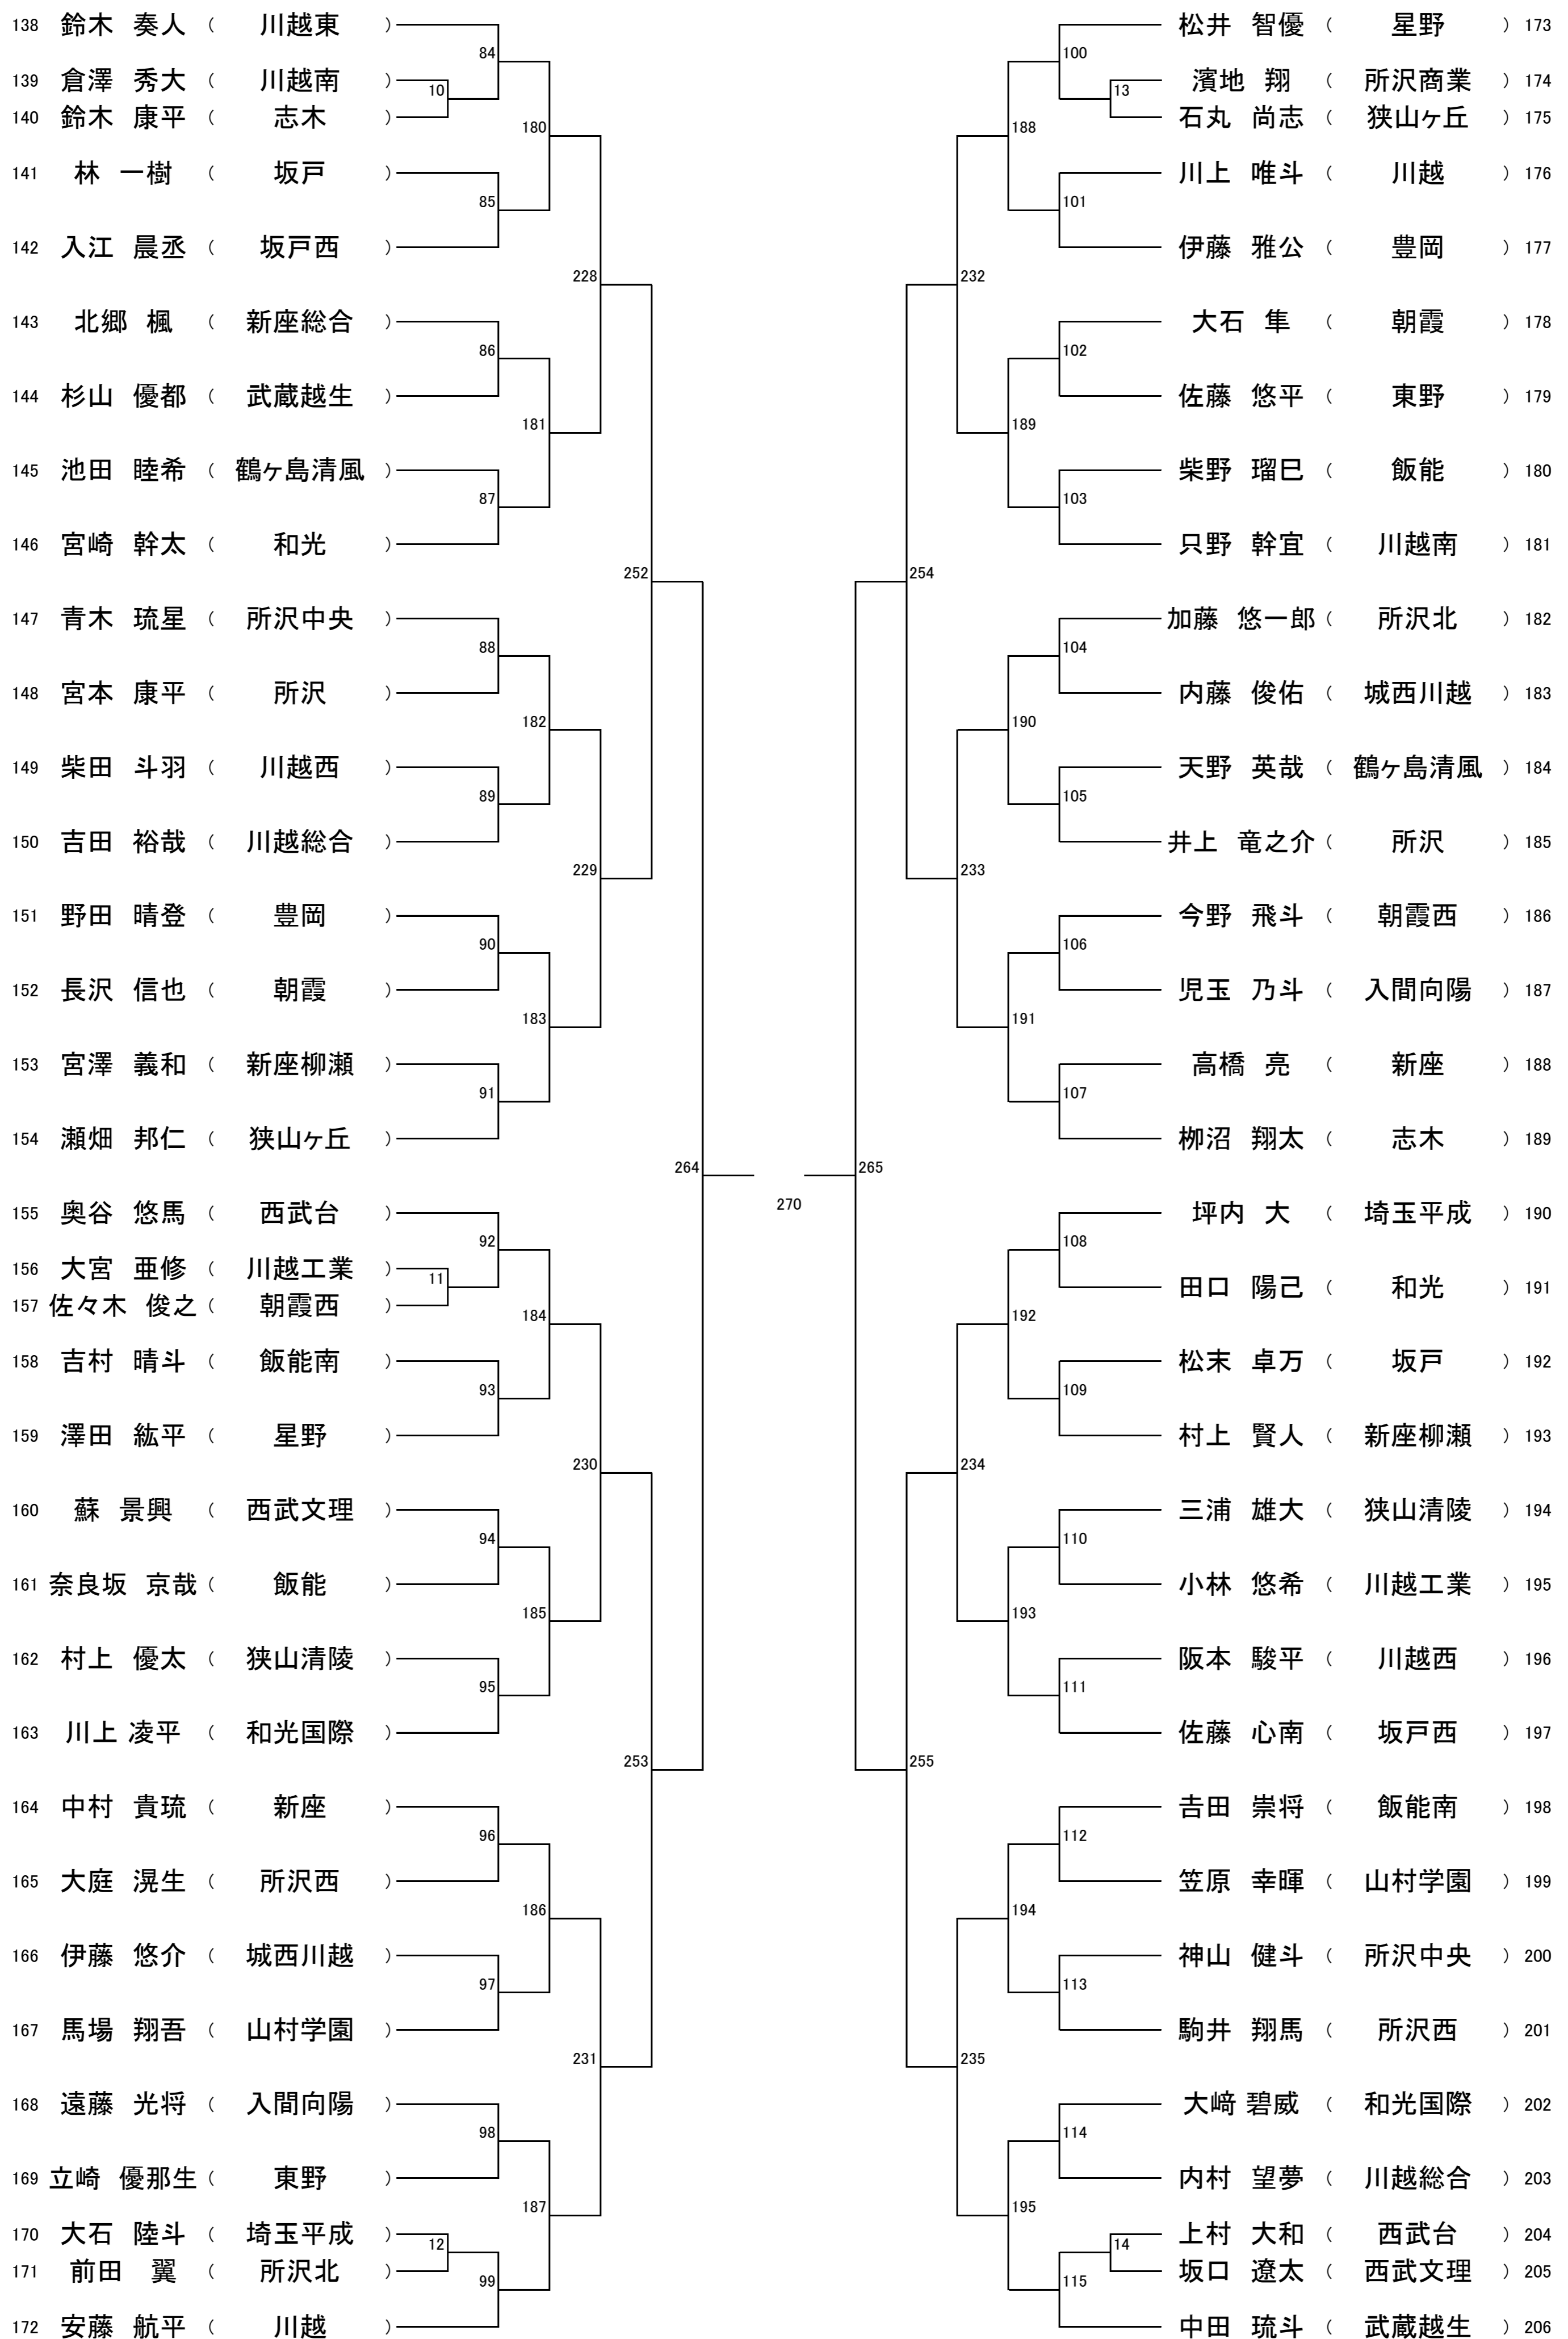 138 鈴木 奏人 ( 川越東 )
84
139 倉澤 秀大 ( 川越南 )
10
140 鈴木 康平 ( 志木 )
180
141 林 一樹 ( 坂戸 )
85
142 入江 晨丞 ( 坂戸西 )
228
143 北郷 楓 ( 新座総合 )
86
144 杉山 優都 ( 武蔵越生 )
181
145 池田 睦希 ( 鶴ヶ島清風 )
87
146 宮崎 幹太 ( 和光 )
252
147 青木 琉星 ( 所沢中央 )
88
148 宮本 康平 ( 所沢 )
182
149 柴田 斗羽 ( 川越西 )
89
150 吉田 裕哉 ( 川越総合 )
229
151 野田 晴登 ( 豊岡 )
90
152 長沢 信也 ( 朝霞 )
183
153 宮澤 義和 ( 新座柳瀬 )
91
154 瀬畑 邦仁 ( 狭山ヶ丘 )
264
155 奥谷 悠馬 ( 西武台 )
92
156 大宮 亜修 ( 川越工業 )
11
157 佐々木 俊之 ( 朝霞西 )
184
158 吉村 晴斗 ( 飯能南 )
93
159 澤田 紘平 ( 星野 )
230
160 蘇 景興 ( 西武文理 )
94
161 奈良坂 京哉 ( 飯能 )
185
162 村上 優太 ( 狭山清陵 )
95
163 川上 凌平 ( 和光国際 )
253
164 中村 貴琉 ( 新座 )
96
165 大庭 滉生 ( 所沢西 )
186
166 伊藤 悠介 ( 城西川越 )
97
167 馬場 翔吾 ( 山村学園 )
231
168 遠藤 光将 ( 入間向陽 )
98
169 立崎 優那生 ( 東野 )
187
170 大石 陸斗 ( 埼玉平成 )
12
171 前田 翼 ( 所沢北 )
99
172 安藤 航平 ( 川越 )
270
松井 智優 ( 星野 ) 173
100
濱地 翔 ( 所沢商業 ) 174
13
石丸 尚志 ( 狭山ヶ丘 ) 175
188
川上 唯斗 ( 川越 ) 176
101
伊藤 雅公 ( 豊岡 ) 177
232
大石 隼 ( 朝霞 ) 178
102
佐藤 悠平 ( 東野 ) 179
189
柴野 瑠巳 ( 飯能 ) 180
103
只野 幹宜 ( 川越南 ) 181
254
加藤 悠一郎 ( 所沢北 ) 182
104
内藤 俊佑 ( 城西川越 ) 183
190
天野 英哉 ( 鶴ヶ島清風 ) 184
105
井上 竜之介 ( 所沢 ) 185
233
今野 飛斗 ( 朝霞西 ) 186
106
児玉 乃斗 ( 入間向陽 ) 187
191
高橋 亮 ( 新座 ) 188
107
栁沼 翔太 ( 志木 ) 189
265
坪内 大 ( 埼玉平成 ) 190
108
田口 陽己 ( 和光 ) 191
192
松末 卓万 ( 坂戸 ) 192
109
村上 賢人 ( 新座柳瀬 ) 193
234
三浦 雄大 ( 狭山清陵 ) 194
110
小林 悠希 ( 川越工業 ) 195
193
阪本 駿平 ( 川越西 ) 196
111
佐藤 心南 ( 坂戸西 ) 197
255
𠮷田 崇将 ( 飯能南 ) 198
112
笠原 幸暉 ( 山村学園 ) 199
194
神山 健斗 ( 所沢中央 ) 200
113
駒井 翔馬 ( 所沢西 ) 201
235
大﨑 碧威 ( 和光国際 ) 202
114
内村 望夢 ( 川越総合 ) 203
195
上村 大和 ( 西武台 ) 204
14
坂口 遼太 ( 西武文理 ) 205
115
中田 琉斗 ( 武蔵越生 ) 206